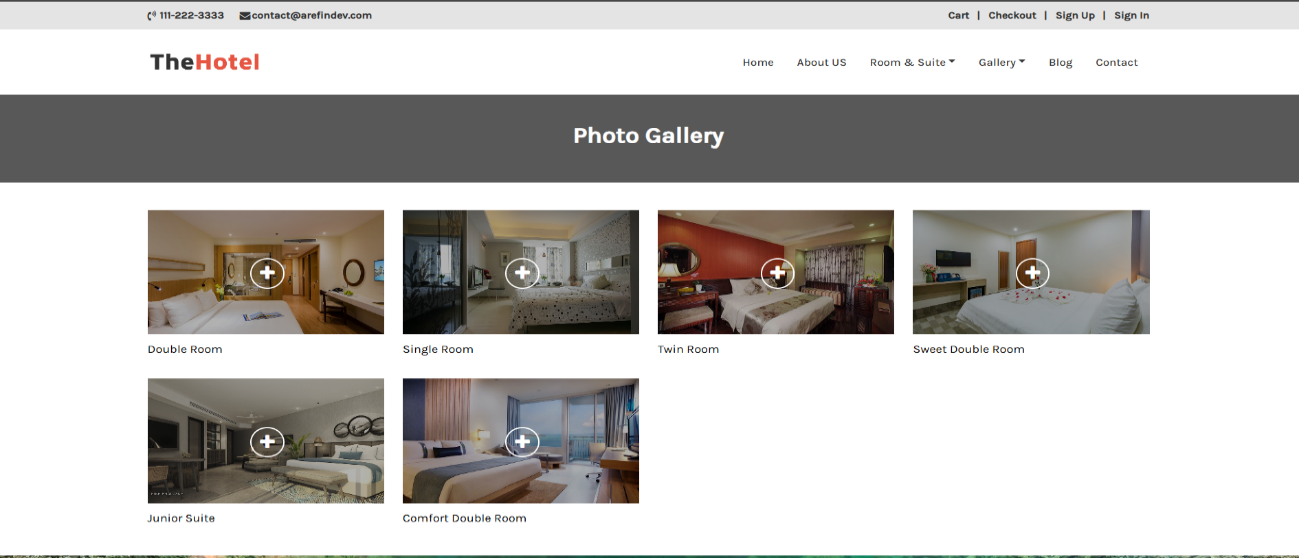 111-222-3333 contact@arefindev.com Cart | Checkout | Sign Up | Sign In
TheHotel Home About US Room & Suite Gallery Blog Contact
Photo Gallery
Double Room Single Room Twin Room Sweet Double Room
Junior Suite Comfort Double Room